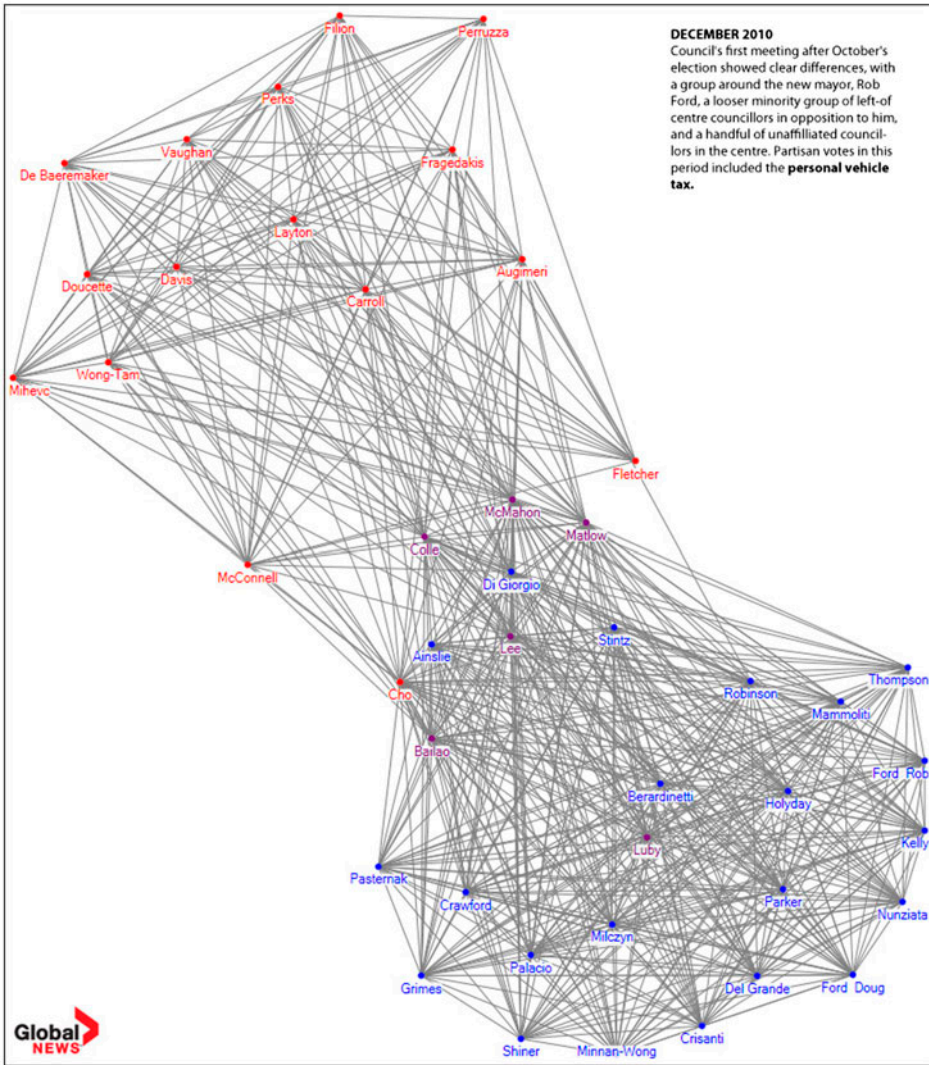 DECEMBER 2010
Council's first meeting after October's
election showed clear differences, with
a group around the new mayor, Rob
Ford, a looser minority group of left-of
centre councillors in opposition to him,
and a handful of unaffilliated council-
lors in the centre. Partisan votes in this
period included the personal vehicle
tax.
Filion
Perruzza
Perks
Vaughan
Fragedakis
De Baeremaker
Layton
Doucette
Davis
Augimeri
Carroll
Wong-Tam
Mihevc
Fletcher
McMahon
Matlow
Colle
McConnell
Di Giorgio
Stintz
Ainslie
Lee
Thompson
Cho
Robinson
Mammoliti
Bailao
Ford Rob
Berardinetti
Holyday
Kelly
Luby
Pasternak
Crawford
Parker
Nunziata
Milczyn
Palacio
Grimes
Del Grande
Ford Doug
Crisanti
Shiner
Minnan-Wong
Global
NEWS